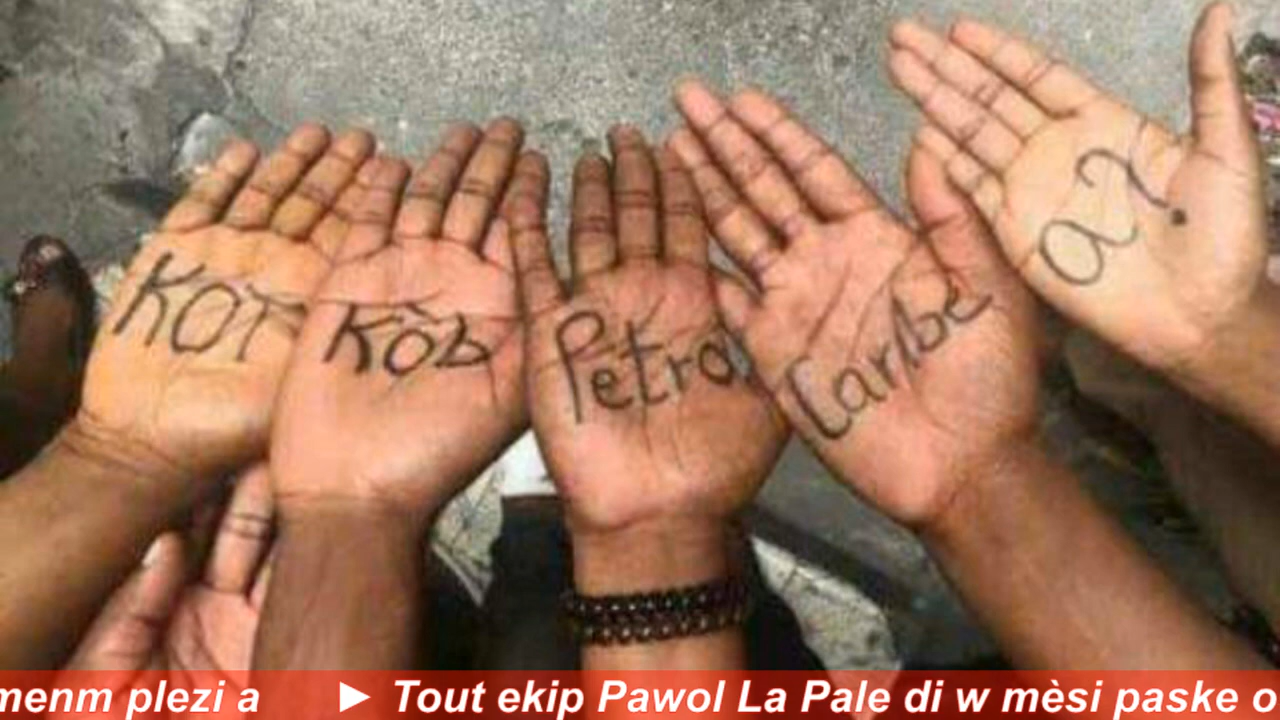 KOT Kòb Petro Caribe a?
menm plezi a ► Tout ekip Pawol La Pale di w mèsi paske o